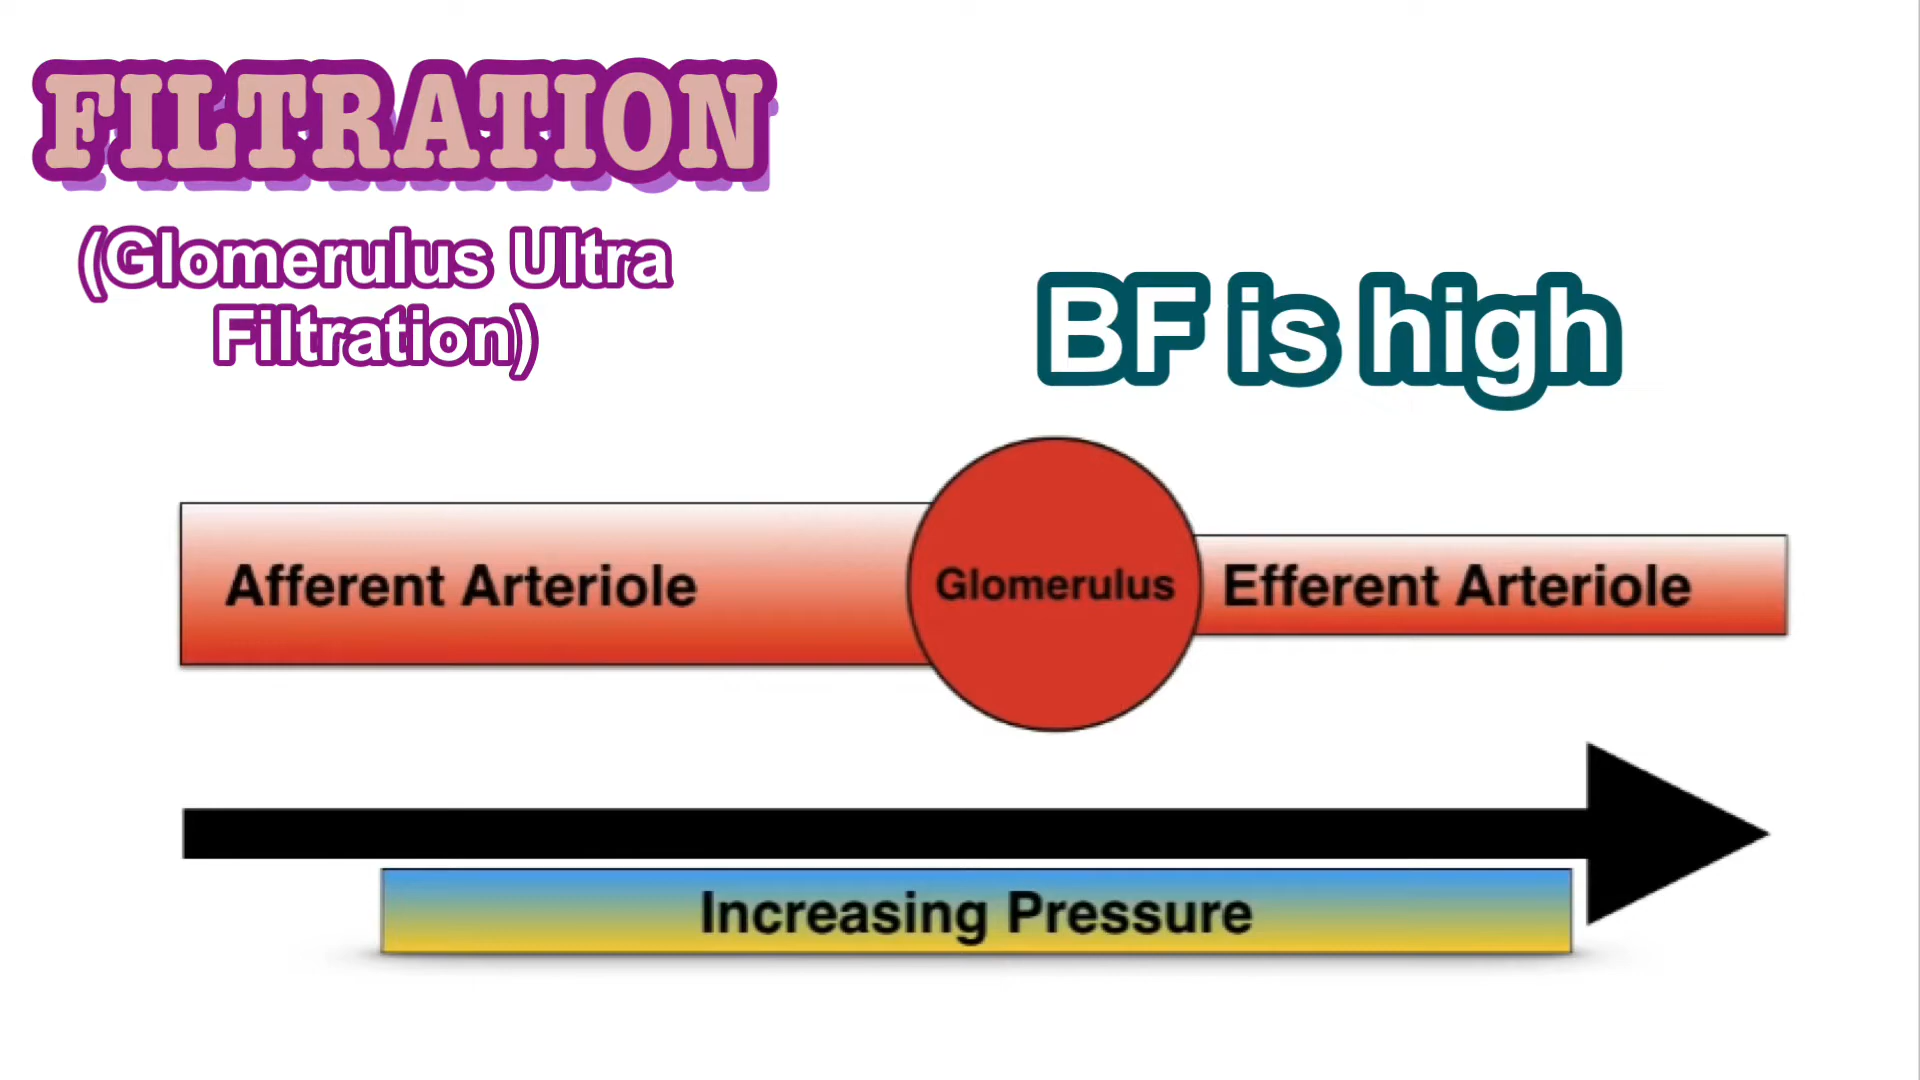 FILTRATION
(Glomerulus Ultra
Filtration)
BF is high
Afferent Arteriole
Glomerulus
Efferent Arteriole
Increasing Pressure